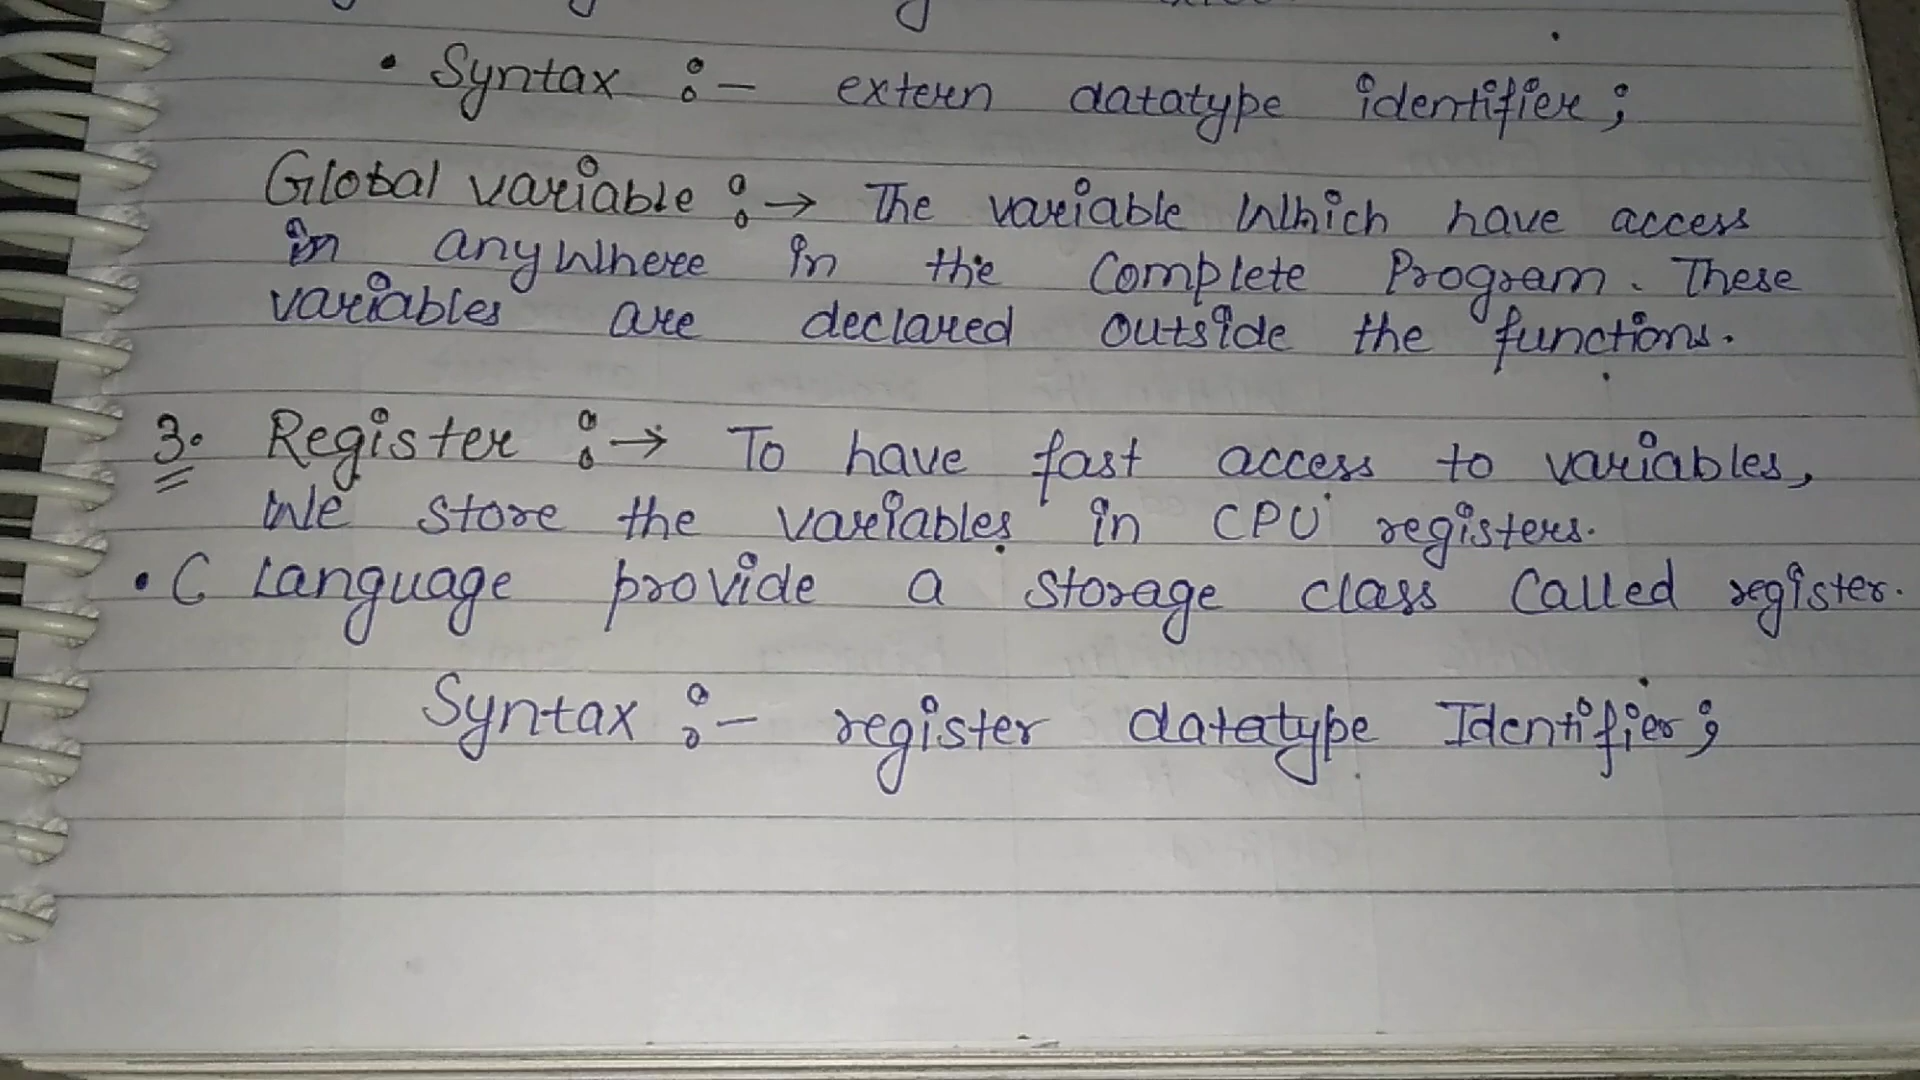 • Syntax :- extern datatype identifier;
Global variable :→ The variable which have access
in anywhere in the complete Program. These
variables are declared outside the functions.
3. Register :→ To have fast access to variables,
We store the variables in CPU registers.
• C Language provide a storage class called register.
Syntax :- register datatype Identifier;